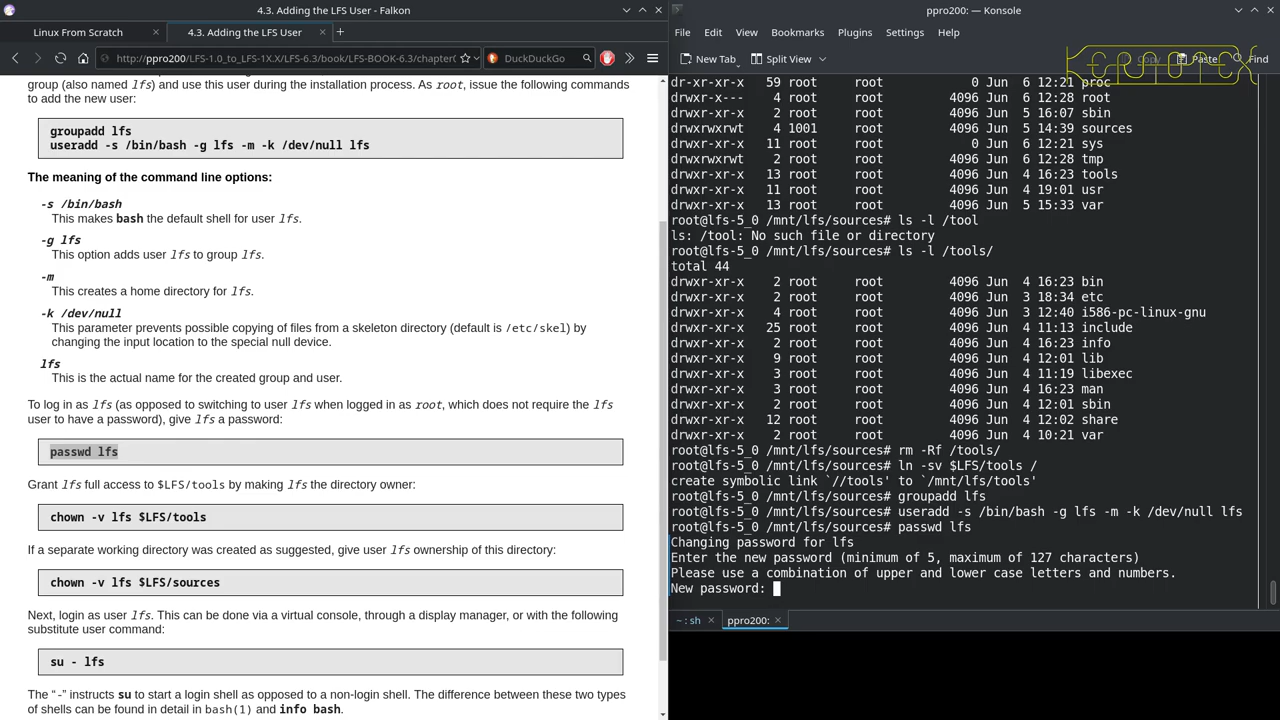 4.3. Adding the LFS User - Falkon
Linux From Scratch
4.3. Adding the LFS User
http://ppro200/LFS-1.0_to_LFS-1X.X/LFS-6.3/book/LFS-BOOK-6.3/chapter0
DuckDuckGo
group (also named lfs) and use this user during the installation process. As root, issue the following commands
to add the new user:
groupadd lfs
useradd -s /bin/bash -g lfs -m -k /dev/null lfs
The meaning of the command line options:
-s /bin/bash
This makes bash the default shell for user lfs.
-g lfs
This option adds user lfs to group lfs.
-m
This creates a home directory for lfs.
-k /dev/null
This parameter prevents possible copying of files from a skeleton directory (default is /etc/skel) by
changing the input location to the special null device.
lfs
This is the actual name for the created group and user.
To log in as lfs (as opposed to switching to user lfs when logged in as root, which does not require the lfs
user to have a password), give lfs a password:
passwd lfs
Grant lfs full access to $LFS/tools by making lfs the directory owner:
chown -v lfs $LFS/tools
If a separate working directory was created as suggested, give user lfs ownership of this directory:
chown -v lfs $LFS/sources
Next, login as user lfs. This can be done via a virtual console, through a display manager, or with the following
substitute user command:
su - lfs
The “-” instructs su to start a login shell as opposed to a non-login shell. The difference between these two types
of shells can be found in detail in bash(1) and info bash.
ppro200: — Konsole
File Edit View Bookmarks Plugins Settings Help
New Tab Split View Copy Paste Find
dr-xr-xr-x 59 root root 0 Jun 6 12:21 proc
drwxr-x--- 4 root root 4096 Jun 6 12:28 root
drwxr-xr-x 2 root root 4096 Jun 5 16:07 sbin
drwxrwxrwt 4 1001 root 4096 Jun 5 14:39 sources
drwxr-xr-x 11 root root 0 Jun 6 12:21 sys
drwxrwxrwt 2 root root 4096 Jun 6 12:28 tmp
drwxr-xr-x 13 root root 4096 Jun 4 16:23 tools
drwxr-xr-x 11 root root 4096 Jun 4 19:01 usr
drwxr-xr-x 13 root root 4096 Jun 5 15:33 var
root@lfs-5_0 /mnt/lfs/sources# ls -l /tool
ls: /tool: No such file or directory
root@lfs-5_0 /mnt/lfs/sources# ls -l /tools/
total 44
drwxr-xr-x 2 root root 4096 Jun 4 16:23 bin
drwxr-xr-x 2 root root 4096 Jun 3 18:34 etc
drwxr-xr-x 4 root root 4096 Jun 3 12:40 i586-pc-linux-gnu
drwxr-xr-x 25 root root 4096 Jun 4 11:13 include
drwxr-xr-x 2 root root 4096 Jun 4 16:23 info
drwxr-xr-x 9 root root 4096 Jun 4 12:01 lib
drwxr-xr-x 3 root root 4096 Jun 4 11:19 libexec
drwxr-xr-x 3 root root 4096 Jun 4 16:23 man
drwxr-xr-x 2 root root 4096 Jun 4 12:01 sbin
drwxr-xr-x 12 root root 4096 Jun 4 12:02 share
drwxr-xr-x 2 root root 4096 Jun 4 10:21 var
root@lfs-5_0 /mnt/lfs/sources# rm -Rf /tools/
root@lfs-5_0 /mnt/lfs/sources# ln -sv $LFS/tools /
create symbolic link `//tools' to `/mnt/lfs/tools'
root@lfs-5_0 /mnt/lfs/sources# groupadd lfs
root@lfs-5_0 /mnt/lfs/sources# useradd -s /bin/bash -g lfs -m -k /dev/null lfs
root@lfs-5_0 /mnt/lfs/sources# passwd lfs
Changing password for lfs
Enter the new password (minimum of 5, maximum of 127 characters)
Please use a combination of upper and lower case letters and numbers.
New password:
~ : sh
ppro200: